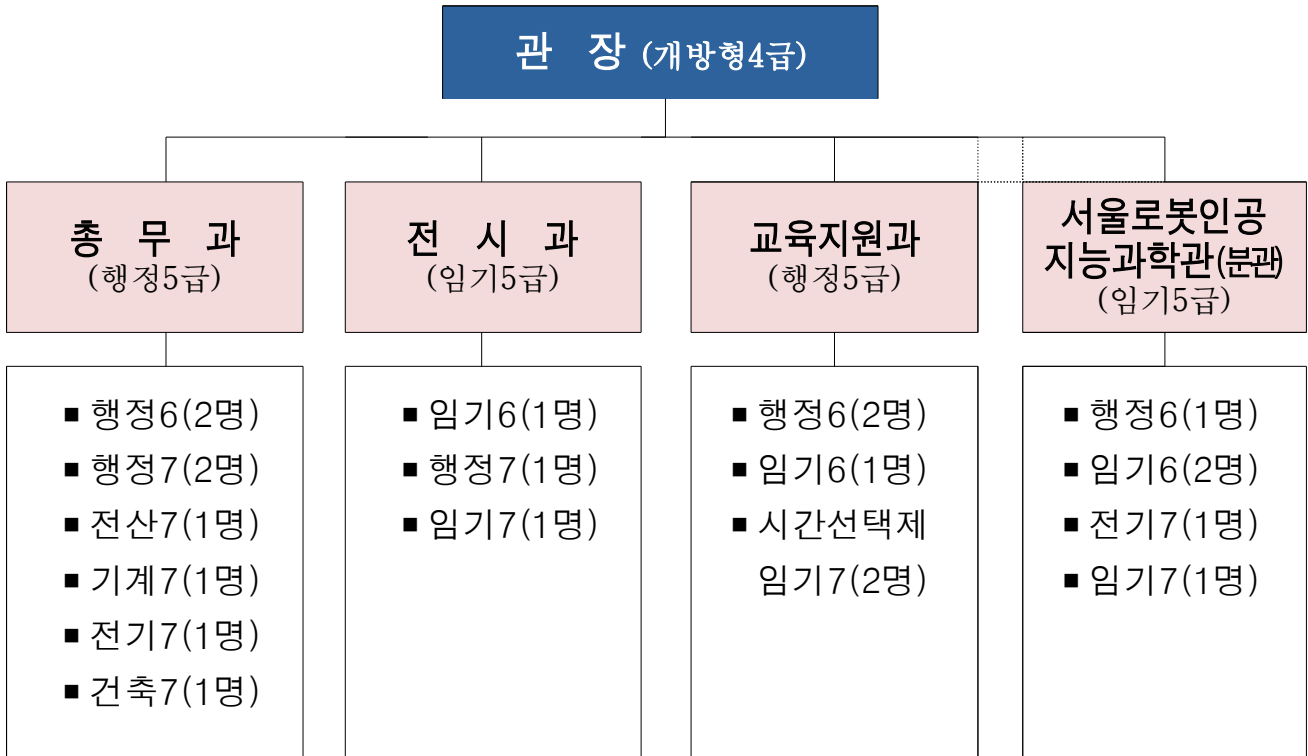 관 장 (개방형4급)
총 무 과
(행정5급)
전 시 과
(임기5급)
교육지원과
(행정5급)
서울로봇인공
지능과학관(분관)
(임기5급)
■ 행정6(2명)
■ 행정7(2명)
■ 전산7(1명)
■ 기계7(1명)
■ 전기7(1명)
■ 건축7(1명)
■ 임기6(1명)
■ 행정7(1명)
■ 임기7(1명)
■ 행정6(2명)
■ 임기6(1명)
■ 시간선택제
임기7(2명)
■ 행정6(1명)
■ 임기6(2명)
■ 전기7(1명)
■ 임기7(1명)